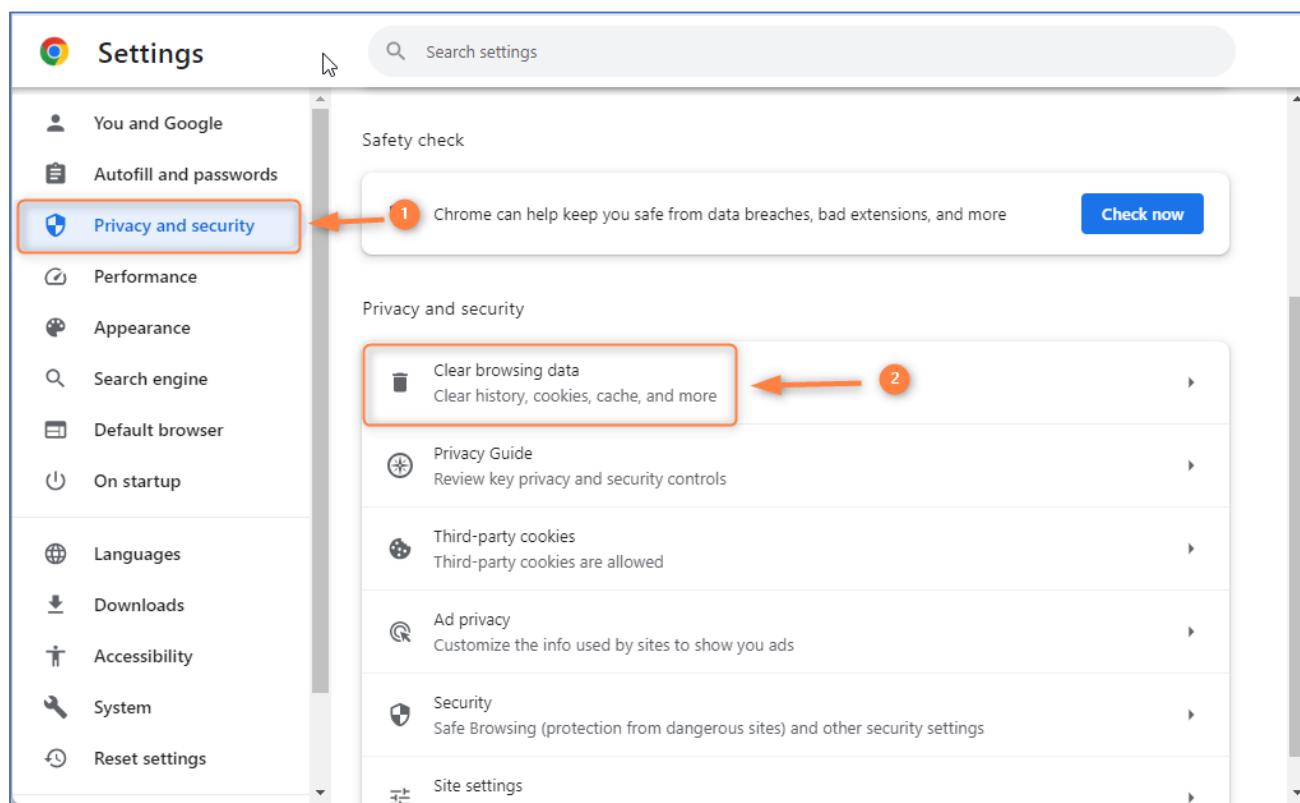 Settings
Search settings
You and Google
Autofill and passwords
Privacy and security
Performance
Appearance
Search engine
Default browser
On startup
Languages
Downloads
Accessibility
System
Reset settings
Safety check
1
Chrome can help keep you safe from data breaches, bad extensions, and more
Check now
Privacy and security
Clear browsing data
Clear history, cookies, cache, and more
2
Privacy Guide
Review key privacy and security controls
Third-party cookies
Third-party cookies are allowed
Ad privacy
Customize the info used by sites to show you ads
Security
Safe Browsing (protection from dangerous sites) and other security settings
Site settings